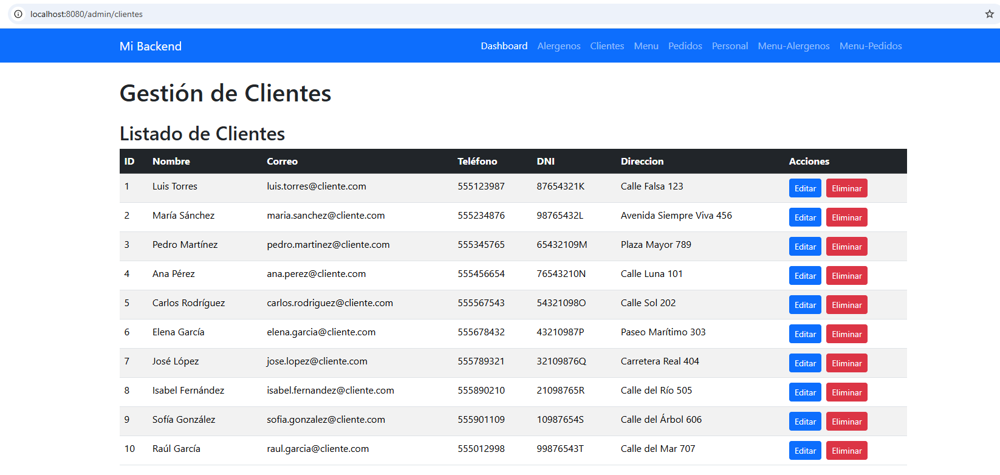 localhost:8080/admin/clientes
Mi Backend Dashboard Alergenos Clientes Menu Pedidos Personal Menu-Alergenos Menu-Pedidos
Gestión de Clientes
Listado de Clientes
ID Nombre Correo Teléfono DNI Direccion Acciones
1 Luis Torres luis.torres@cliente.com 555123987 87654321K Calle Falsa 123 Editar Eliminar
2 María Sánchez maria.sanchez@cliente.com 555234876 98765432L Avenida Siempre Viva 456 Editar Eliminar
3 Pedro Martínez pedro.martinez@cliente.com 555345765 65432109M Plaza Mayor 789 Editar Eliminar
4 Ana Pérez ana.perez@cliente.com 555456654 76543210N Calle Luna 101 Editar Eliminar
5 Carlos Rodríguez carlos.rodriguez@cliente.com 555567543 54321098O Calle Sol 202 Editar Eliminar
6 Elena García elena.garcia@cliente.com 555678432 43210987P Paseo Marítimo 303 Editar Eliminar
7 José López jose.lopez@cliente.com 555789321 32109876Q Carretera Real 404 Editar Eliminar
8 Isabel Fernández isabel.fernandez@cliente.com 555890210 21098765R Calle del Río 505 Editar Eliminar
9 Sofía González sofia.gonzalez@cliente.com 555901109 10987654S Calle del Árbol 606 Editar Eliminar
10 Raúl García raul.garcia@cliente.com 555012998 99876543T Calle del Mar 707 Editar Eliminar